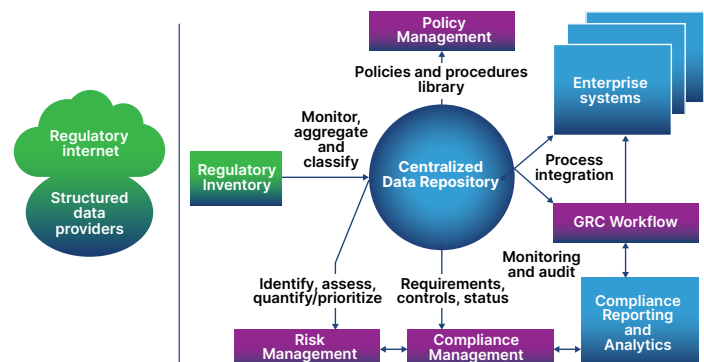 Policy
Management
Policies and procedures
library
Enterprise
systems
Regulatory
internet
Structured
data
providers
Monitor,
aggregate
and
classify
Regulatory
Inventory
Centralized
Data Repository
Process
integration
GRC Workflow
Monitoring
and audit
Identify, assess,
quantify/prioritize
Requirements,
controls, status
Compliance
Reporting
and
Analytics
Risk
Management
Compliance
Management